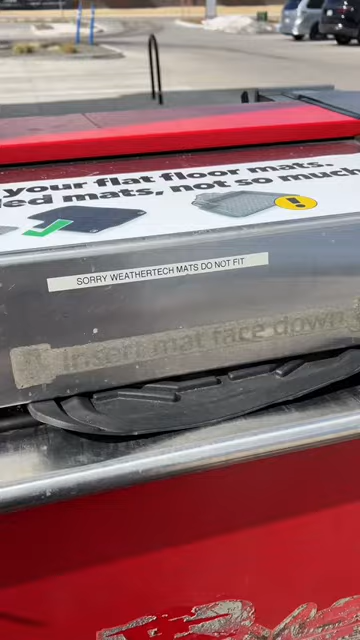 your flat floor mats.
ed mats, not so much
SORRY WEATHERTECH MATS DO NOT FIT
Insert mat face down